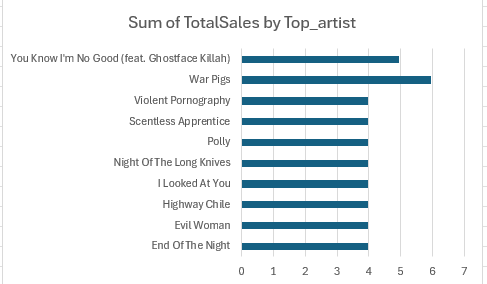 Sum of TotalSales by Top_artist
You Know I'm No Good (feat. Ghostface Killah)
War Pigs
Violent Pornography
Scentless Apprentice
Polly
Night Of The Long Knives
I Looked At You
Highway Chile
Evil Woman
End Of The Night
0 1 2 3 4 5 6 7